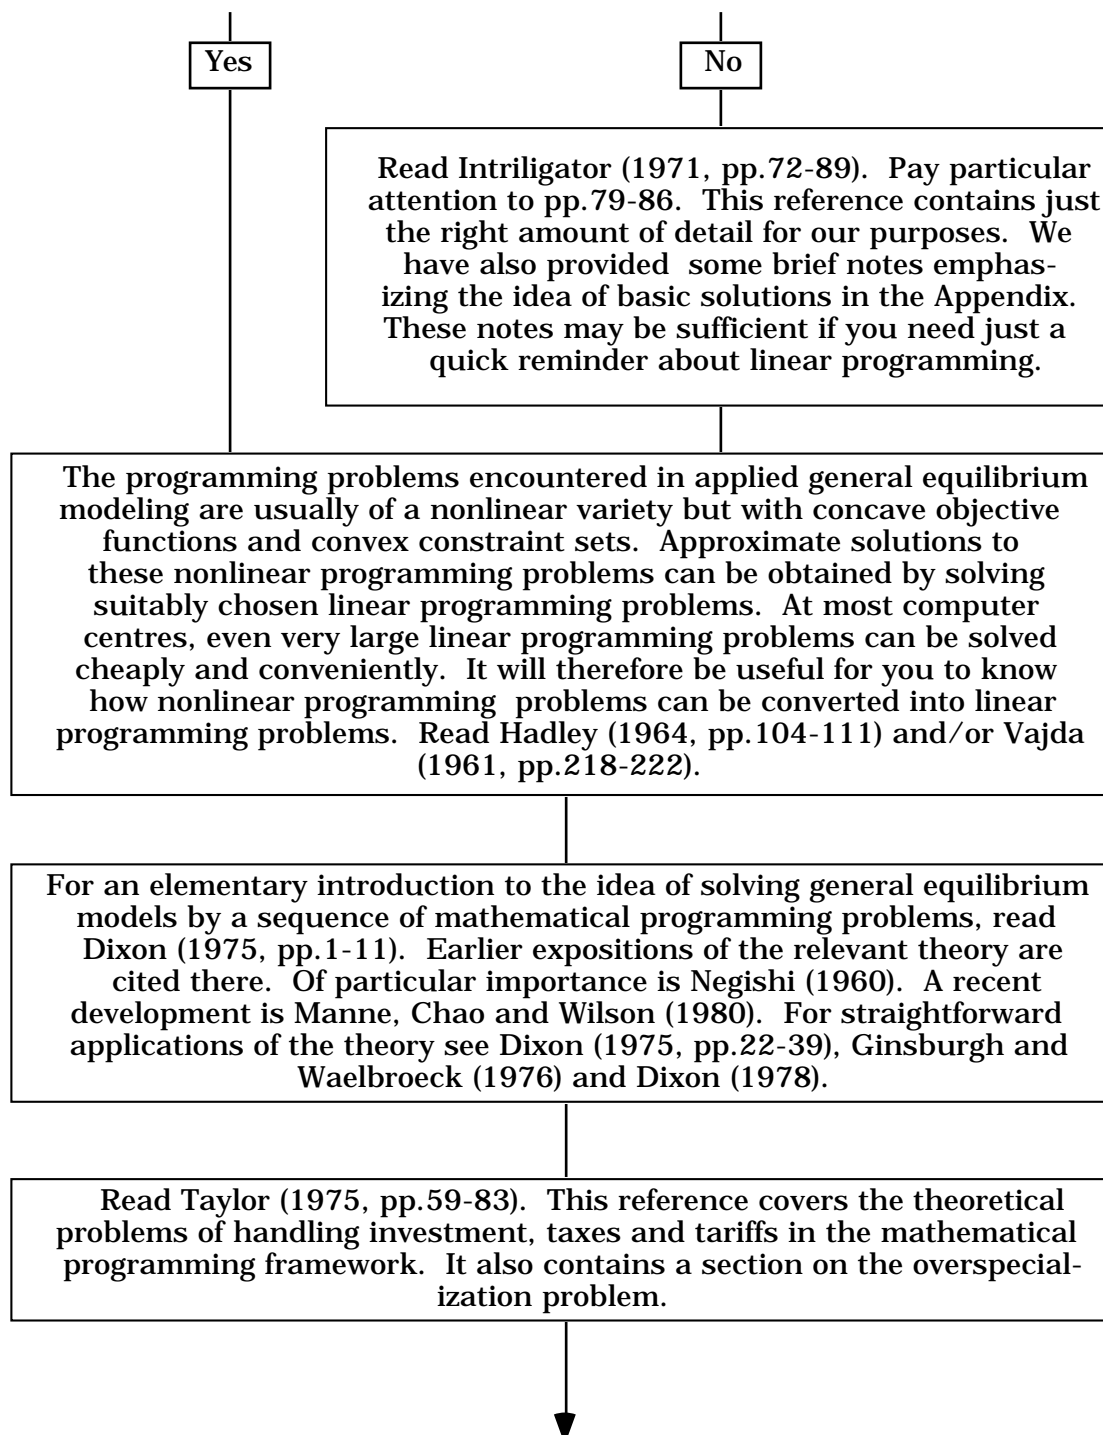 Yes
No
Read Intriligator (1971, pp.72-89). Pay particular
attention to pp.79-86. This reference contains just
the right amount of detail for our purposes. We
have also provided some brief notes emphas-
izing the idea of basic solutions in the Appendix.
These notes may be sufficient if you need just a
quick reminder about linear programming.
The programming problems encountered in applied general equilibrium
modeling are usually of a nonlinear variety but with concave objective
functions and convex constraint sets. Approximate solutions to
these nonlinear programming problems can be obtained by solving
suitably chosen linear programming problems. At most computer
centres, even very large linear programming problems can be solved
cheaply and conveniently. It will therefore be useful for you to know
how nonlinear programming problems can be converted into linear
programming problems. Read Hadley (1964, pp.104-111) and/or Vajda
(1961, pp.218-222).
For an elementary introduction to the idea of solving general equilibrium
models by a sequence of mathematical programming problems, read
Dixon (1975, pp.1-11). Earlier expositions of the relevant theory are
cited there. Of particular importance is Negishi (1960). A recent
development is Manne, Chao and Wilson (1980). For straightforward
applications of the theory see Dixon (1975, pp.22-39), Ginsburgh and
Waelbroeck (1976) and Dixon (1978).
Read Taylor (1975, pp.59-83). This reference covers the theoretical
problems of handling investment, taxes and tariffs in the mathematical
programming framework. It also contains a section on the overspecial-
ization problem.